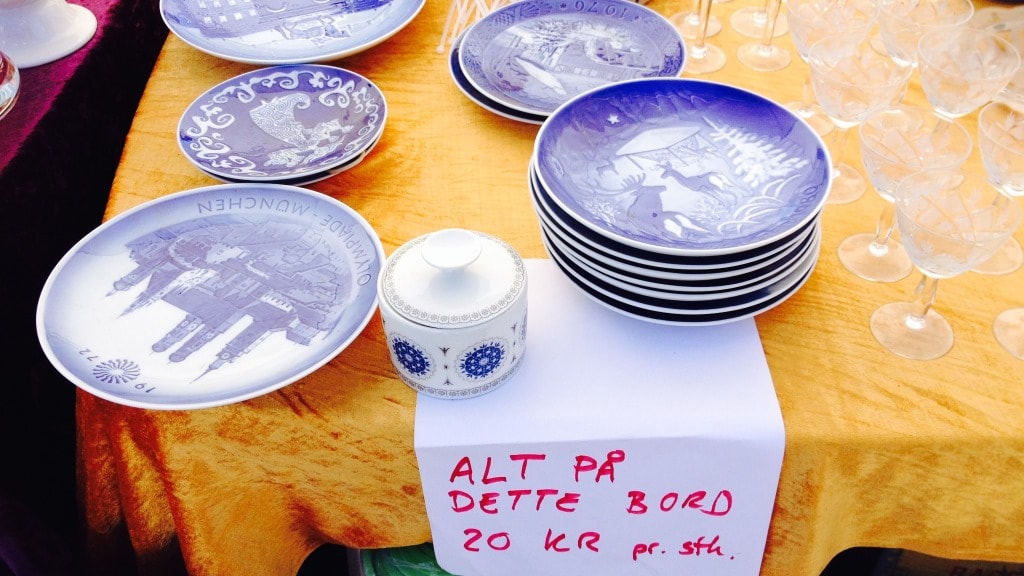 1976
OLYMPIADE - MÜNCHEN
1972
ALT PÅ
DETTE BORD
20 KR pr. stk.